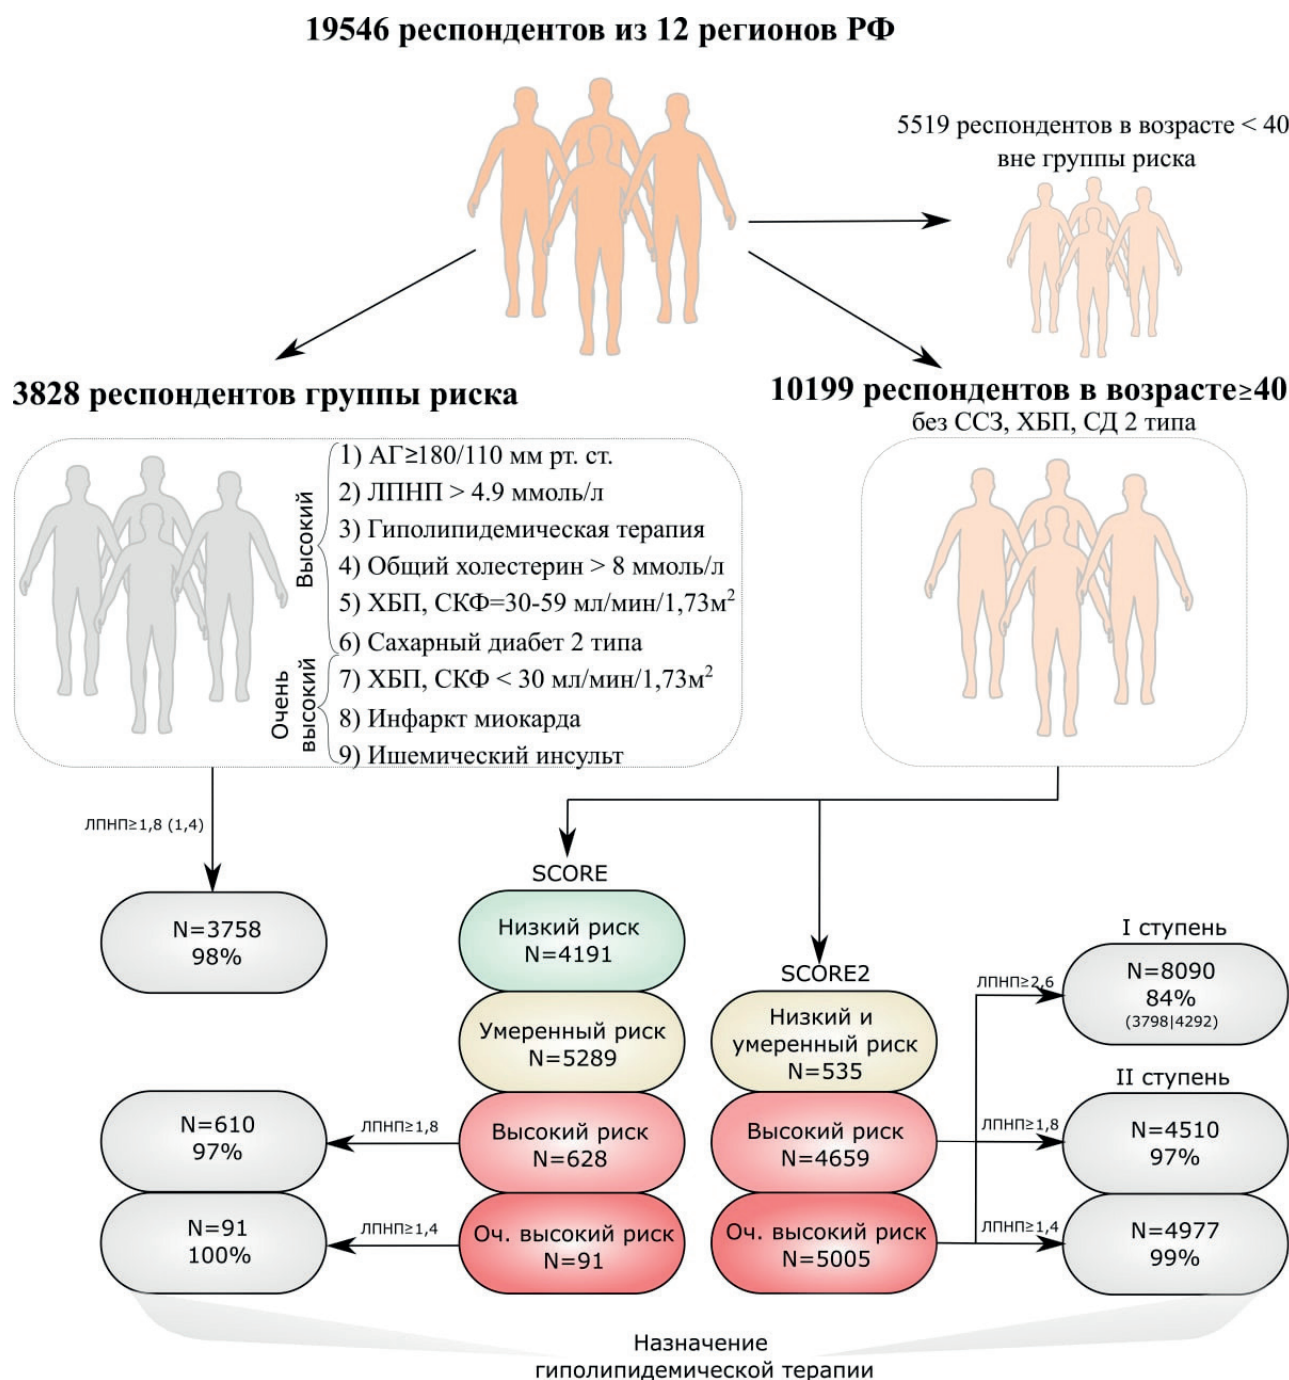 19546 респондентов из 12 регионов РФ
5519 респондентов в возрасте < 40
вне группы риска
3828 респондентов группы риска
10199 респондентов в возрасте≥40
без ССЗ, ХБП, СД 2 типа
Высокий
1) АГ≥180/110 мм рт. ст.
2) ЛПНП > 4.9 ммоль/л
3) Гиполипидемическая терапия
4) Общий холестерин > 8 ммоль/л
5) ХБП, СКФ=30-59 мл/мин/1,73м²
6) Сахарный диабет 2 типа
Очень
высокий
7) ХБП, СКФ < 30 мл/мин/1,73м²
8) Инфаркт миокарда
9) Ишемический инсульт
ЛПНП≥1,8 (1,4)
N=3758
98%
SCORE
Низкий риск
N=4191
Умеренный риск
N=5289
Высокий риск
N=628
Оч. высокий риск
N=91
ЛПНП≥1,8
N=610
97%
ЛПНП≥1,4
N=91
100%
SCORE2
Низкий и
умеренный риск
N=535
Высокий риск
N=4659
Оч. высокий риск
N=5005
ЛПНП≥2,6
I ступень
N=8090
84%
(3798|4292)
II ступень
ЛПНП≥1,8
N=4510
97%
ЛПНП≥1,4
N=4977
99%
Назначение
гиполипидемической терапии